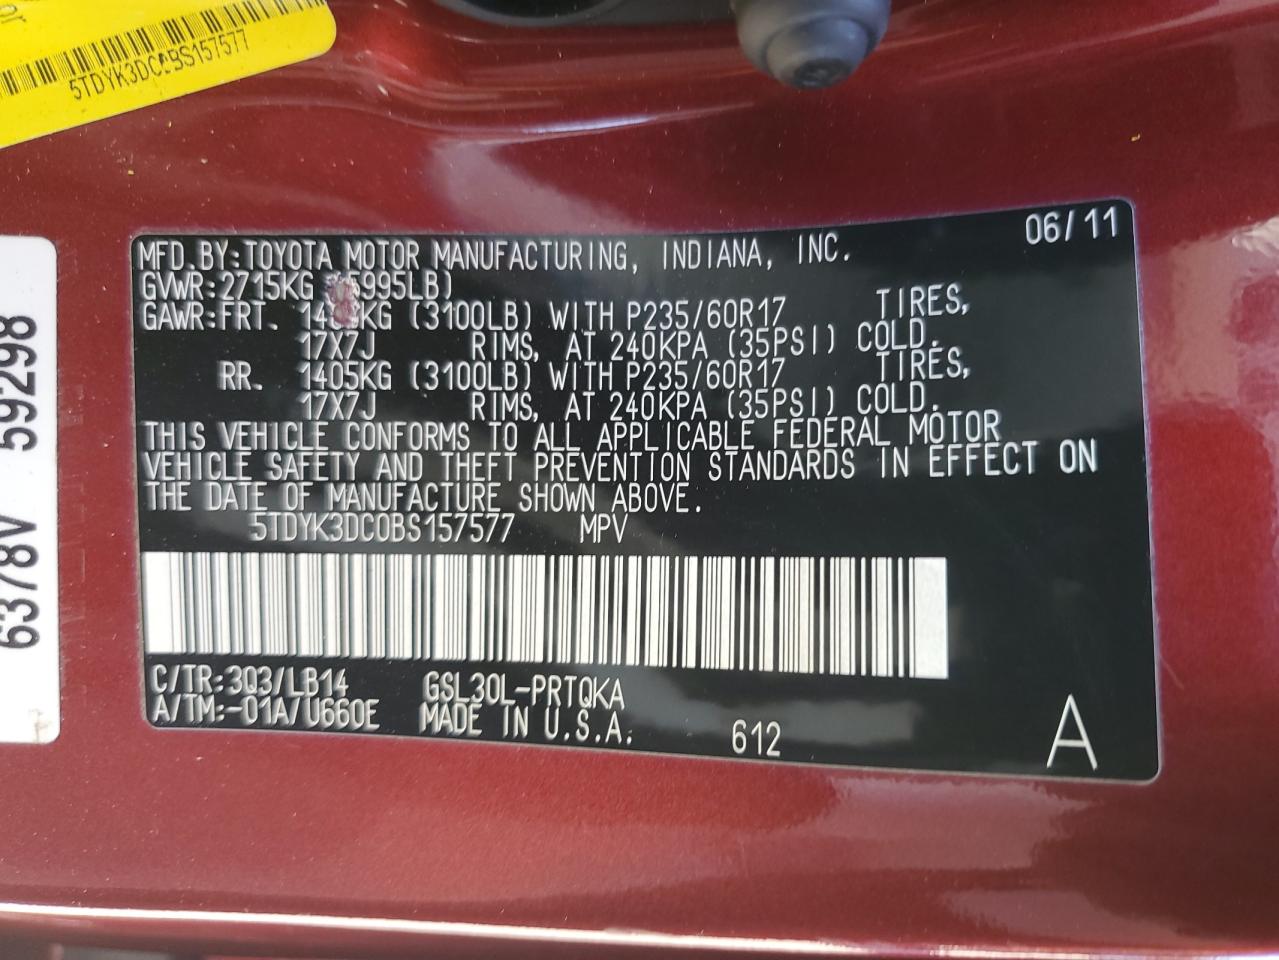 5TDYK3DC0BS157577
6378V 59298
06/11
MFD.BY:TOYOTA MOTOR MANUFACTURING, INDIANA, INC.
GVWR:2715KG (5995LB)
GAWR:FRT. 1405KG (3100LB) WITH P235/60R17 TIRES,
17X7J RIMS, AT 240KPA (35PSI) COLD.
RR. 1405KG (3100LB) WITH P235/60R17 TIRES,
17X7J RIMS, AT 240KPA (35PSI) COLD.
THIS VEHICLE CONFORMS TO ALL APPLICABLE FEDERAL MOTOR
VEHICLE SAFETY AND THEFT PREVENTION STANDARDS IN EFFECT ON
THE DATE OF MANUFACTURE SHOWN ABOVE.
5TDYK3DC0BS157577 MPV
C/TR:3Q3/LB14 GSL30L-PRTQKA
A/TM:-01A/U660E MADE IN U.S.A.
612
A